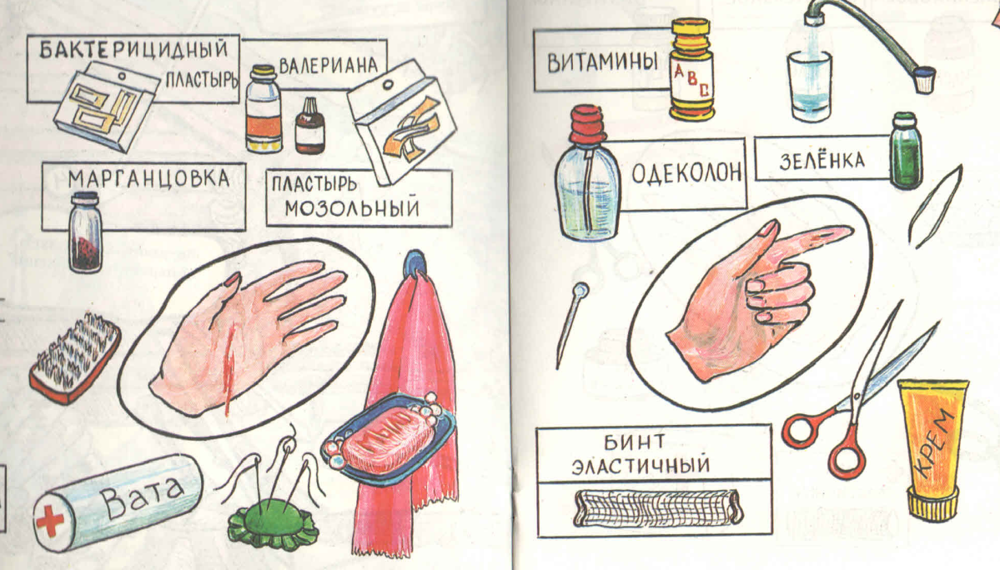 БАКТЕРИЦИДНЫЙ
ПЛАСТЫРЬ
ВАЛЕРИАНА
МАРГАНЦОВКА
ПЛАСТЫРЬ
МОЗОЛЬНЫЙ
МЫЛО
Вата
ВИТАМИНЫ
A B C
ОДЕКОЛОН
ЗЕЛЁНКА
БИНТ
ЭЛАСТИЧНЫЙ
КРЕМ